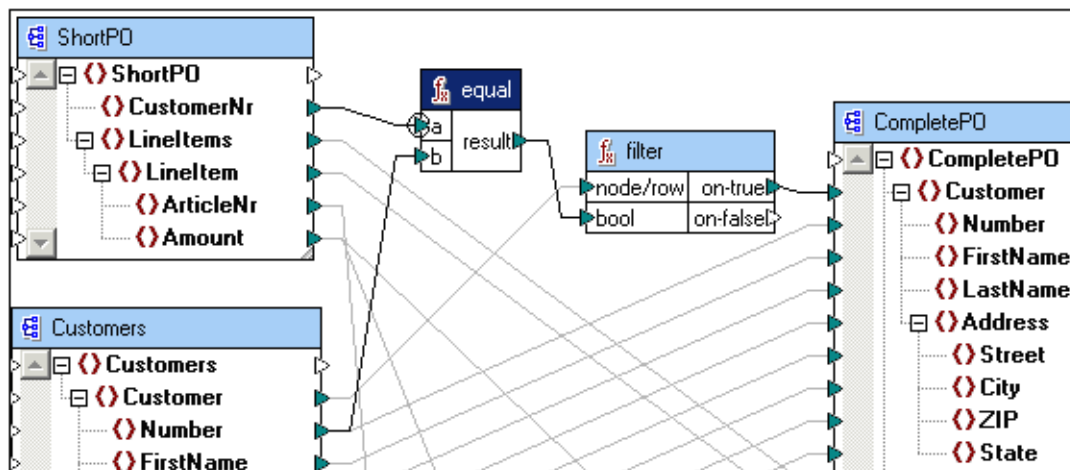 ShortPO
ShortPO
CustomerNr
LineItems
LineItem
ArticleNr
Amount
equal
a
b
result
filter
node/row on-true
bool on-false
CompletePO
CompletePO
Customer
Number
FirstName
LastName
Address
Street
City
ZIP
State
Customers
Customers
Customer
Number
FirstName